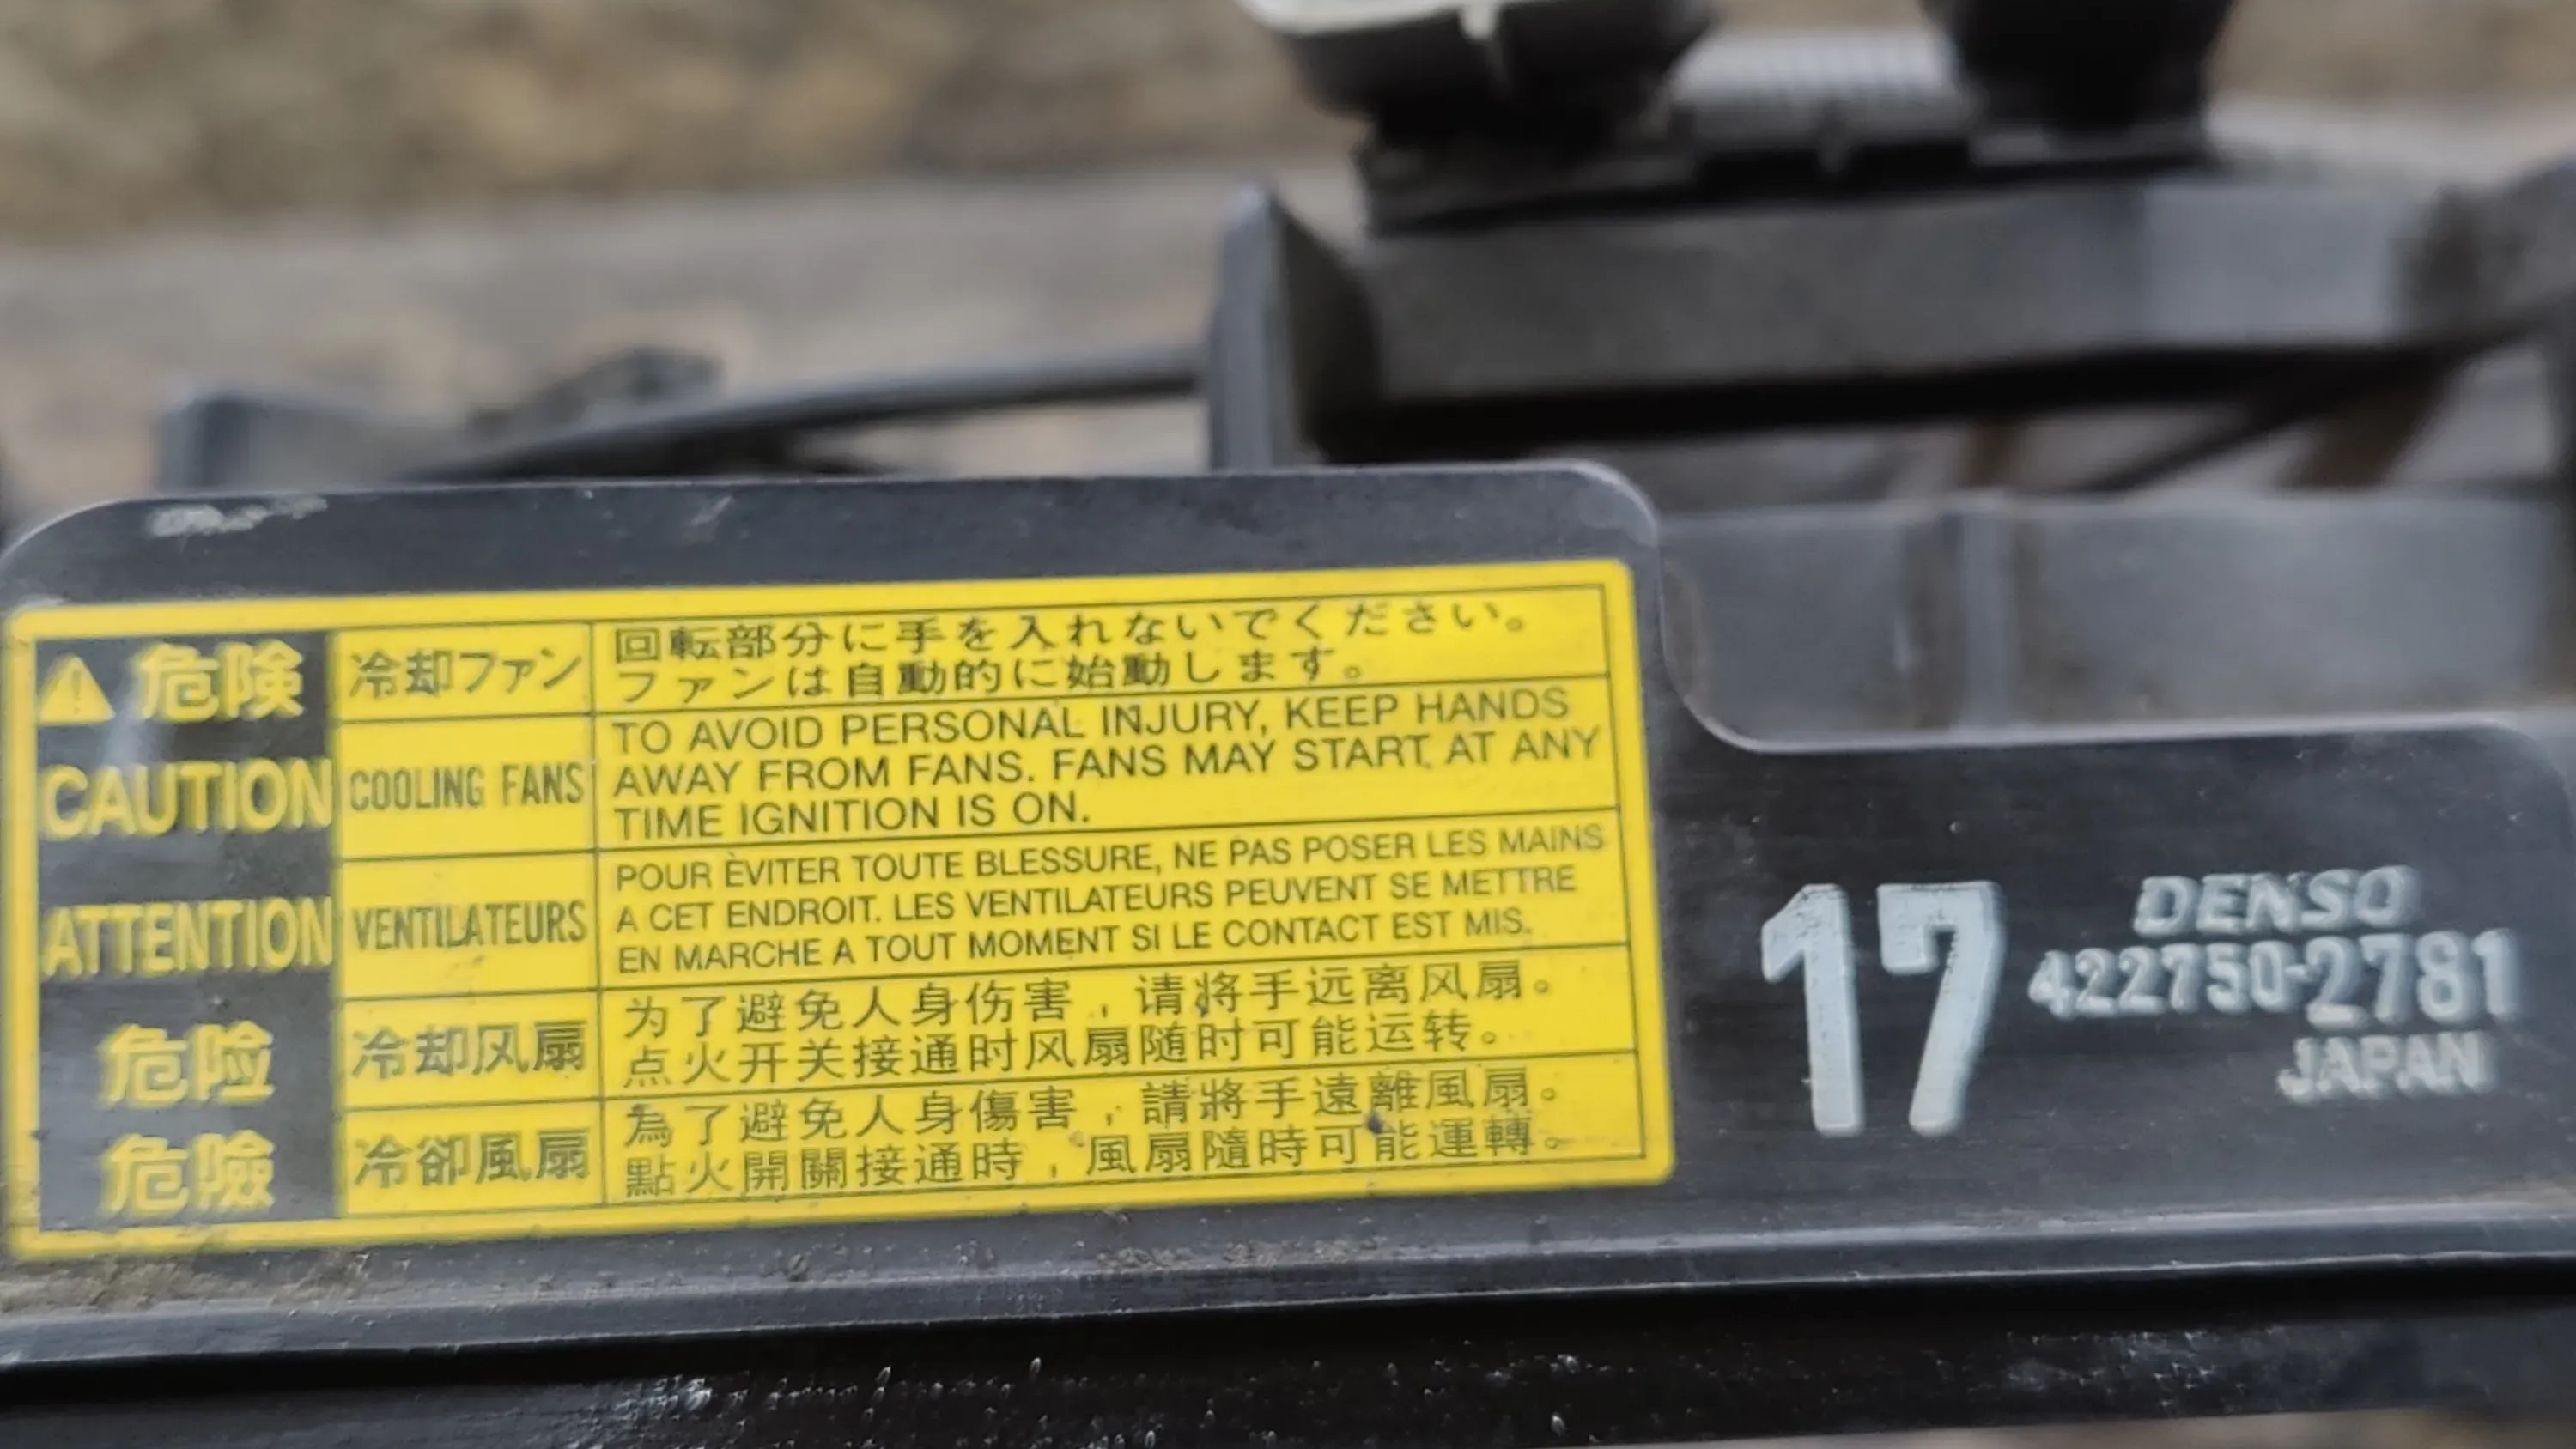 危険 冷却ファン 回転部分に手を入れないでください。
ファンは自動的に始動します。
CAUTION COOLING FANS TO AVOID PERSONAL INJURY, KEEP HANDS
AWAY FROM FANS. FANS MAY START AT ANY
TIME IGNITION IS ON.
ATTENTION VENTILATEURS POUR ÈVITER TOUTE BLESSURE, NE PAS POSER LES MAINS
A CET ENDROIT. LES VENTILATEURS PEUVENT SE METTRE
EN MARCHE A TOUT MOMENT SI LE CONTACT EST MIS.
危险 冷却风扇 为了避免人身伤害，请将手远离风扇。
点火开关接通时风扇随时可能运转。
危險 冷卻風扇 為了避免人身傷害，請將手遠離風扇。
點火開關接通時，風扇隨時可能運轉。
17
DENSO
422750-2781
JAPAN